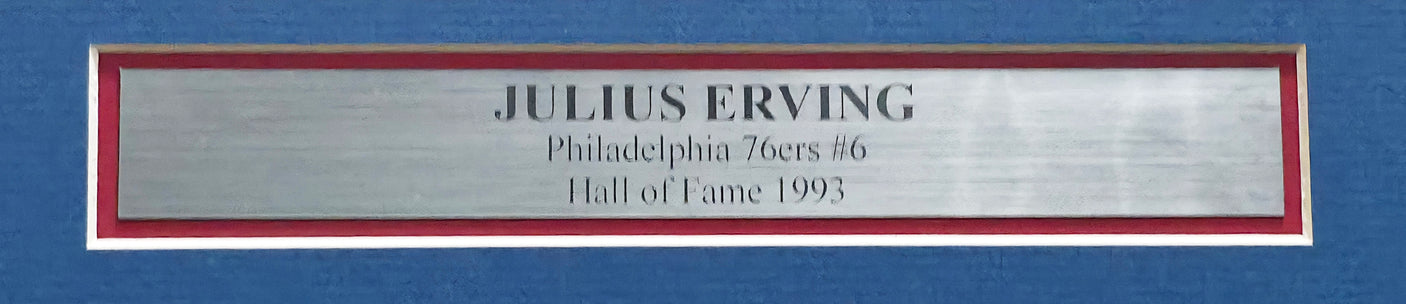 JULIUS ERVING
Philadelphia 76ers #6
Hall of Fame 1993